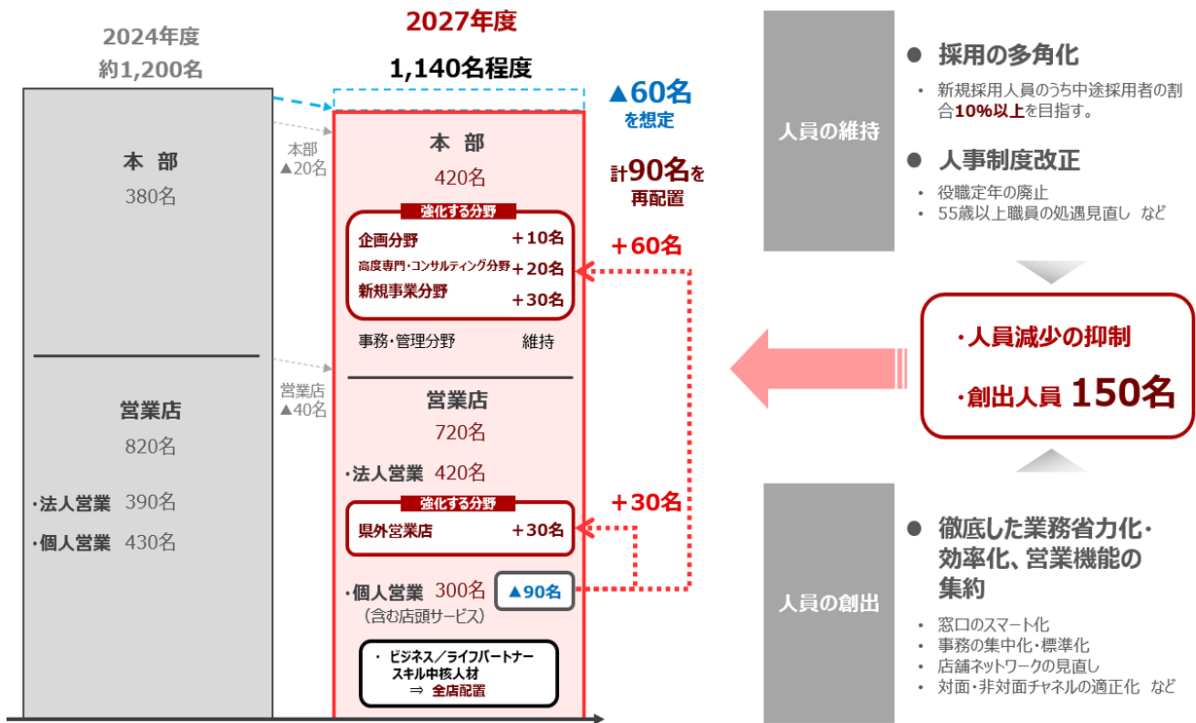 2024年度
約1,200名
本 部
380名
営業店
820名
・法人営業 390名
・個人営業 430名
本部
▲20名
営業店
▲40名
2027年度
1,140名程度
本 部
420名
強化する分野
企画分野 +10名
高度専門・コンサルティング分野 +20名
新規事業分野 +30名
事務・管理分野 維持
営業店
720名
・法人営業 420名
強化する分野
県外営業店 +30名
・個人営業 300名 ▲90名
（含む店頭サービス）
・ ビジネス／ライフパートナー
スキル中核人材
⇒ 全店配置
▲60名
を想定
計90名を
再配置
+60名
+30名
人員の維持
● 採用の多角化
・ 新規採用人員のうち中途採用者の割
合10%以上を目指す。
● 人事制度改正
・ 役職定年の廃止
・ 55歳以上職員の処遇見直し など
・人員減少の抑制
・創出人員 150名
人員の創出
● 徹底した業務省力化・
効率化、営業機能の
集約
・ 窓口のスマート化
・ 事務の集中化・標準化
・ 店舗ネットワークの見直し
・ 対面・非対面チャネルの適正化 など